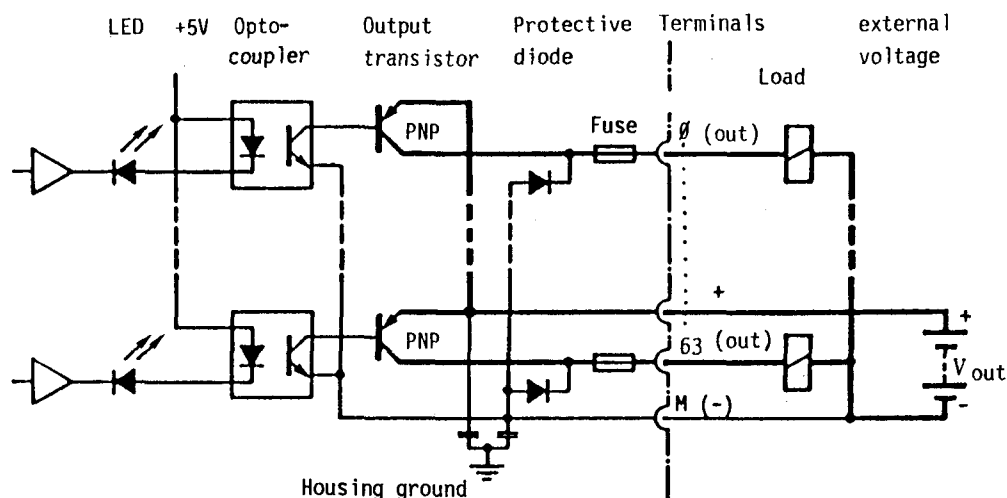 LED +5V Opto-
coupler Output
transistor Protective
diode Terminals external
voltage
Load
PNP
Fuse
Ø (out)
+
PNP
63 (out)
+
V out
-
M (-)
Housing ground